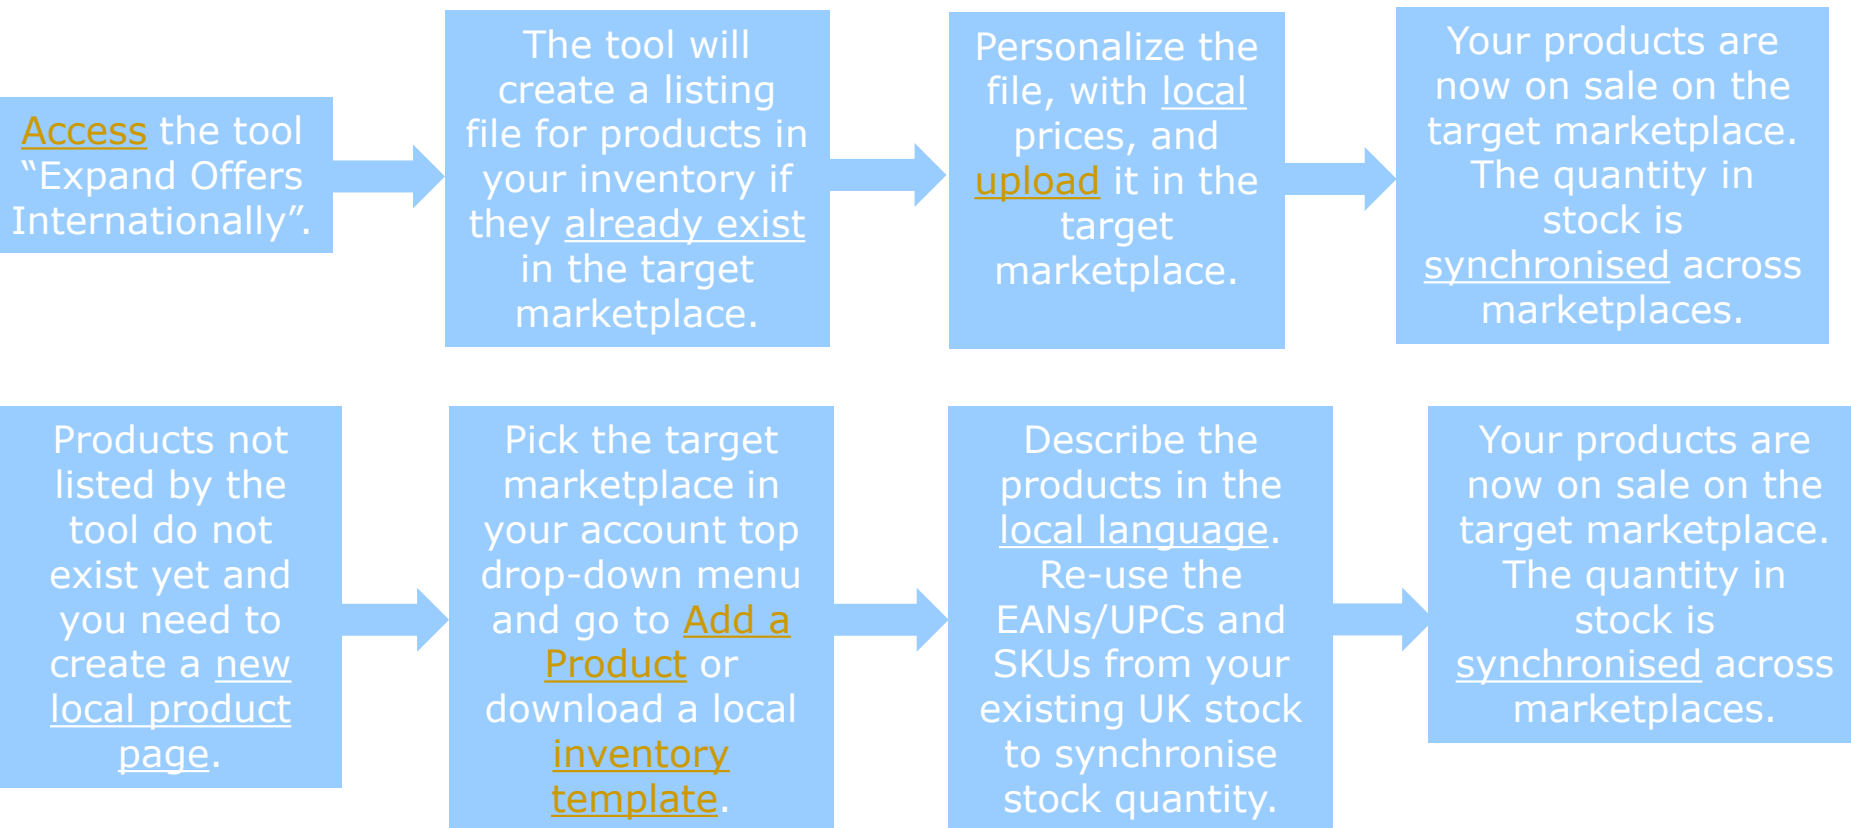 Access the tool
“Expand Offers
Internationally”.
The tool will
create a listing
file for products in
your inventory if
they already exist
in the target
marketplace.
Personalize the
file, with local
prices, and
upload it in the
target
marketplace.
Your products are
now on sale on the
target marketplace.
The quantity in
stock is
synchronised across
marketplaces.
Products not
listed by the
tool do not
exist yet and
you need to
create a new
local product
page.
Pick the target
marketplace in
your account top
drop-down menu
and go to Add a
Product or
download a local
inventory
template.
Describe the
products in the
local language.
Re-use the
EANs/UPCs and
SKUs from your
existing UK stock
to synchronise
stock quantity.
Your products are
now on sale on the
target marketplace.
The quantity in
stock is
synchronised across
marketplaces.